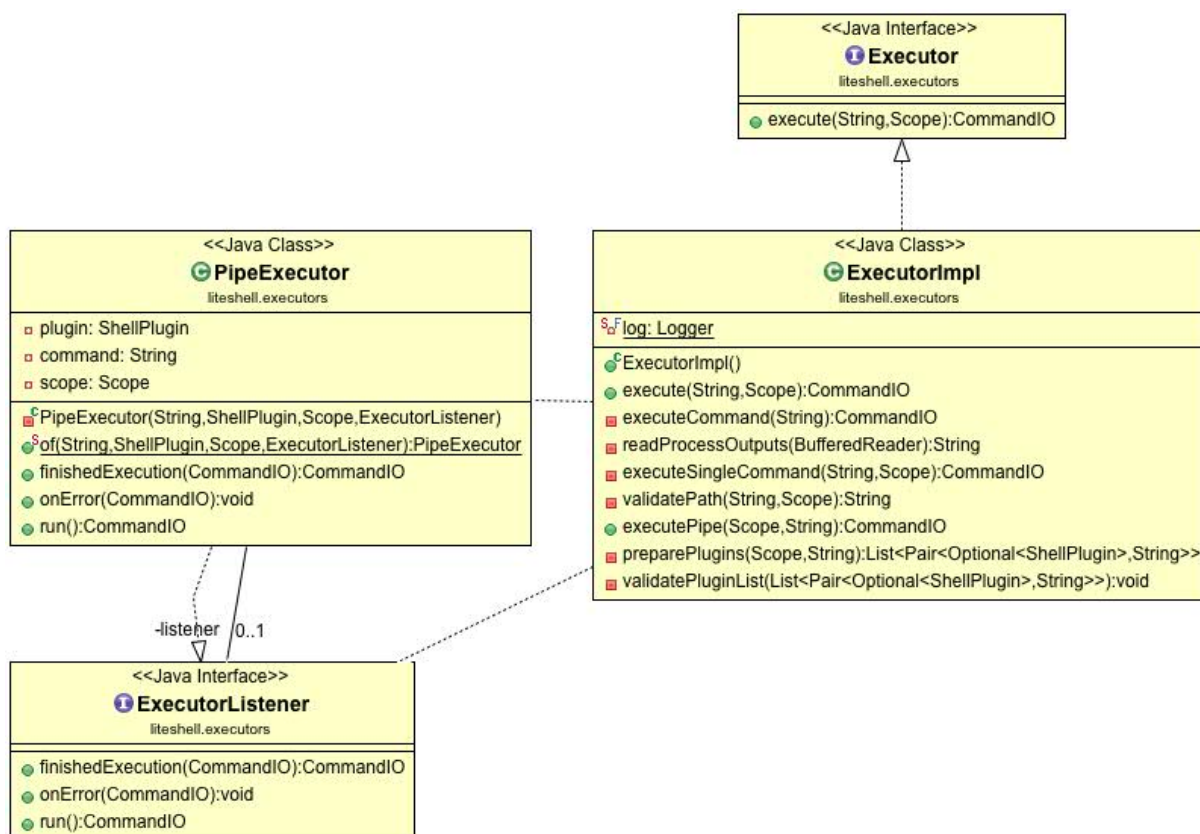 <<Java Interface>>
Executor
liteshell.executors
execute(String,Scope):CommandIO
<<Java Class>>
PipeExecutor
liteshell.executors
plugin: ShellPlugin
command: String
scope: Scope
PipeExecutor(String,ShellPlugin,Scope,ExecutorListener)
of(String,ShellPlugin,Scope,ExecutorListener):PipeExecutor
finishedExecution(CommandIO):CommandIO
onError(CommandIO):void
run():CommandIO
<<Java Class>>
ExecutorImpl
liteshell.executors
log: Logger
ExecutorImpl()
execute(String,Scope):CommandIO
executeCommand(String):CommandIO
readProcessOutputs(BufferedReader):String
executeSingleCommand(String,Scope):CommandIO
validatePath(String,Scope):String
executePipe(Scope,String):CommandIO
preparePlugins(Scope,String):List<Pair<Optional<ShellPlugin>,String>>
validatePluginList(List<Pair<Optional<ShellPlugin>,String>>):void
-listener 0..1
<<Java Interface>>
ExecutorListener
liteshell.executors
finishedExecution(CommandIO):CommandIO
onError(CommandIO):void
run():CommandIO